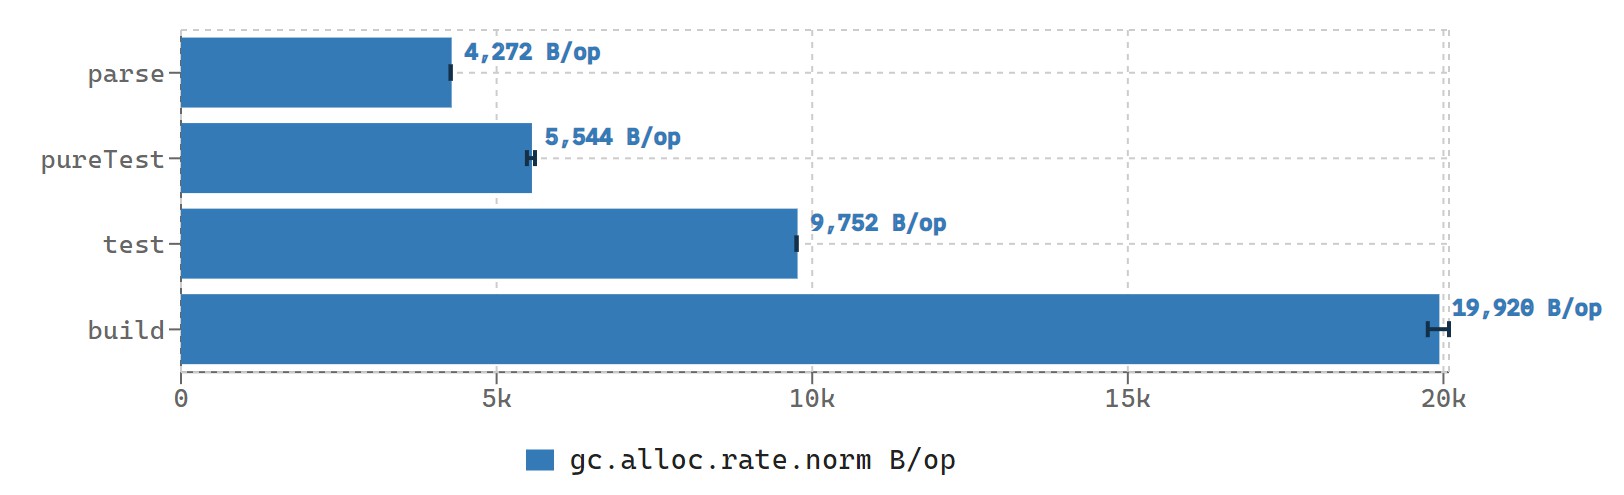 4,272 B/op
parse
5,544 B/op
pureTest
9,752 B/op
test
19,920 B/op
build
0 5k 10k 15k 20k
gc.alloc.rate.norm B/op